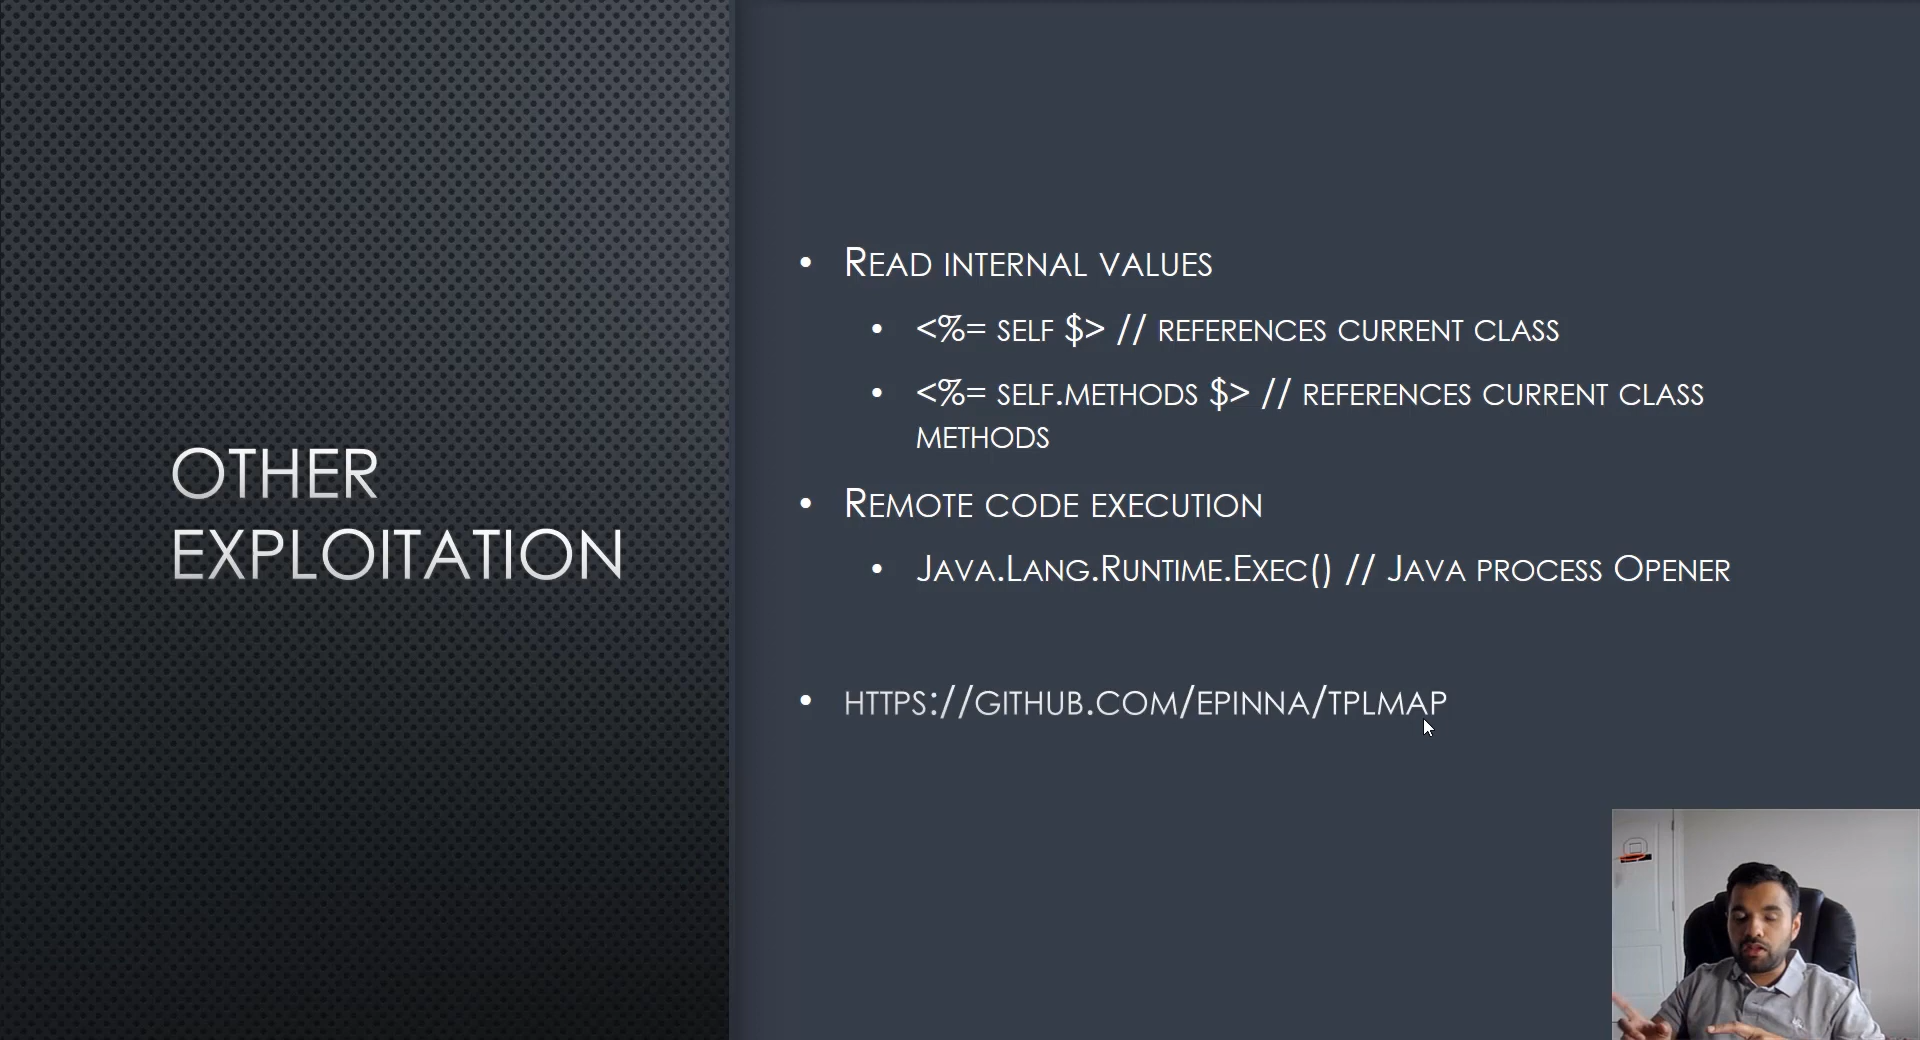 OTHER
EXPLOITATION
• READ INTERNAL VALUES
• <%= SELF $> // REFERENCES CURRENT CLASS
• <%= SELF.METHODS $> // REFERENCES CURRENT CLASS
METHODS
• REMOTE CODE EXECUTION
• JAVA.LANG.RUNTIME.EXEC() // JAVA PROCESS OPENER
• HTTPS://GITHUB.COM/EPINNA/TPLMAP